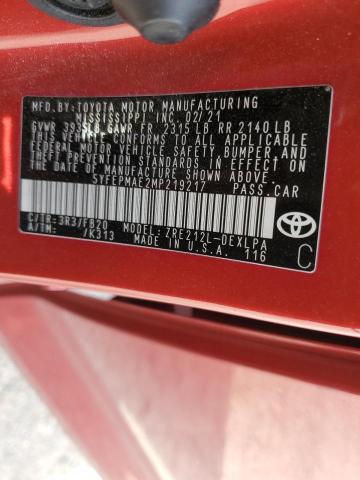 MFD.BY:TOYOTA MOTOR MANUFACTURING
MISSISSIPPI INC. 02/21
GVWR 3935LB GAWR FR 2315 LB RR 2140 LB
THIS VEHICLE CONFORMS TO ALL APPLICABLE
FEDERAL MOTOR VEHICLE SAFETY, BUMPER, AND
THEFT PREVENTION STANDARDS IN EFFECT ON
THE DATE OF MANUFACTURE SHOWN ABOVE.
5YFEPMAE2MP219217 PASS.CAR
C/TR:3R3/FB20 MODEL:ZRE212L-DEXLPA
A/TM: /K313 MADE IN U.S.A. 116
TOYOTA
C